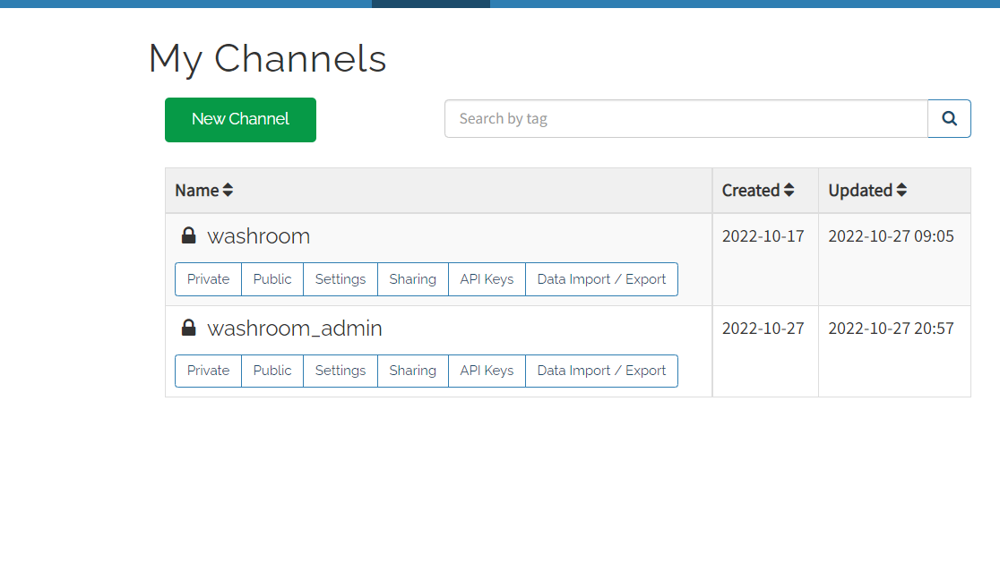 My Channels
New Channel
Search by tag
Name Created Updated
washroom 2022-10-17 2022-10-27 09:05
Private Public Settings Sharing API Keys Data Import / Export
washroom_admin 2022-10-27 2022-10-27 20:57
Private Public Settings Sharing API Keys Data Import / Export